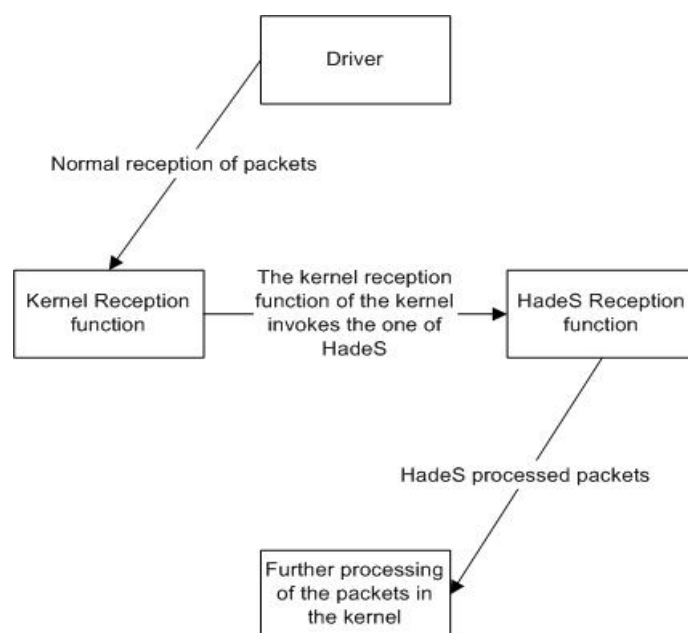 Driver
Normal reception of packets
Kernel Reception
function
The kernel reception
function of the kernel
invokes the one of
HadeS
HadeS Reception
function
HadeS processed packets
Further processing
of the packets in
the kernel